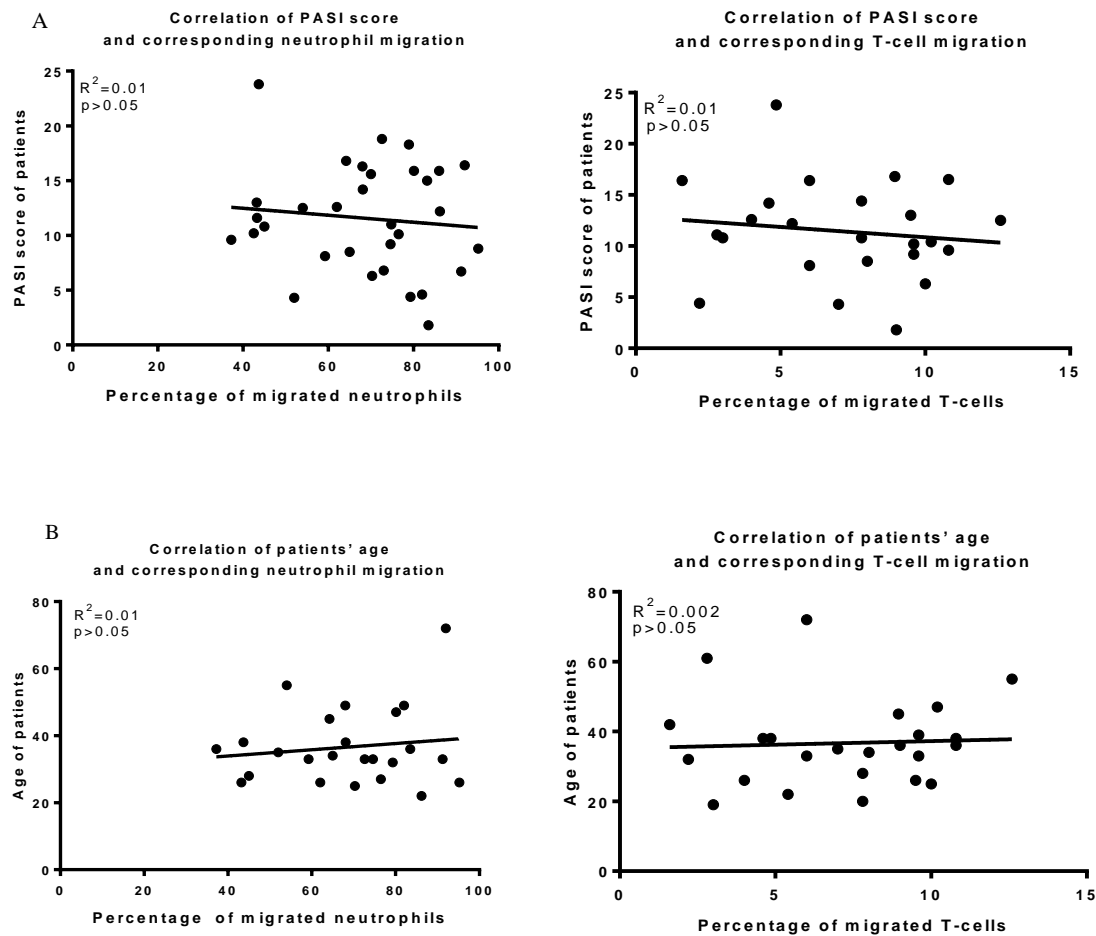 A
Correlation of PASI score
and corresponding neutrophil migration
R²=0.01
p>0.05
PASI score of patients
25
20
15
10
5
0
0 20 40 60 80 100
Percentage of migrated neutrophils
Correlation of PASI score
and corresponding T-cell migration
R²=0.01
p>0.05
PASI score of patients
25
20
15
10
5
0
0 5 10 15
Percentage of migrated T-cells
B
Correlation of patients’ age
and corresponding neutrophil migration
R²=0.01
p>0.05
Age of patients
80
60
40
20
0
0 20 40 60 80 100
Percentage of migrated neutrophils
Correlation of patients’ age
and corresponding T-cell migration
R²=0.002
p>0.05
Age of patients
80
60
40
20
0
0 5 10 15
Percentage of migrated T-cells